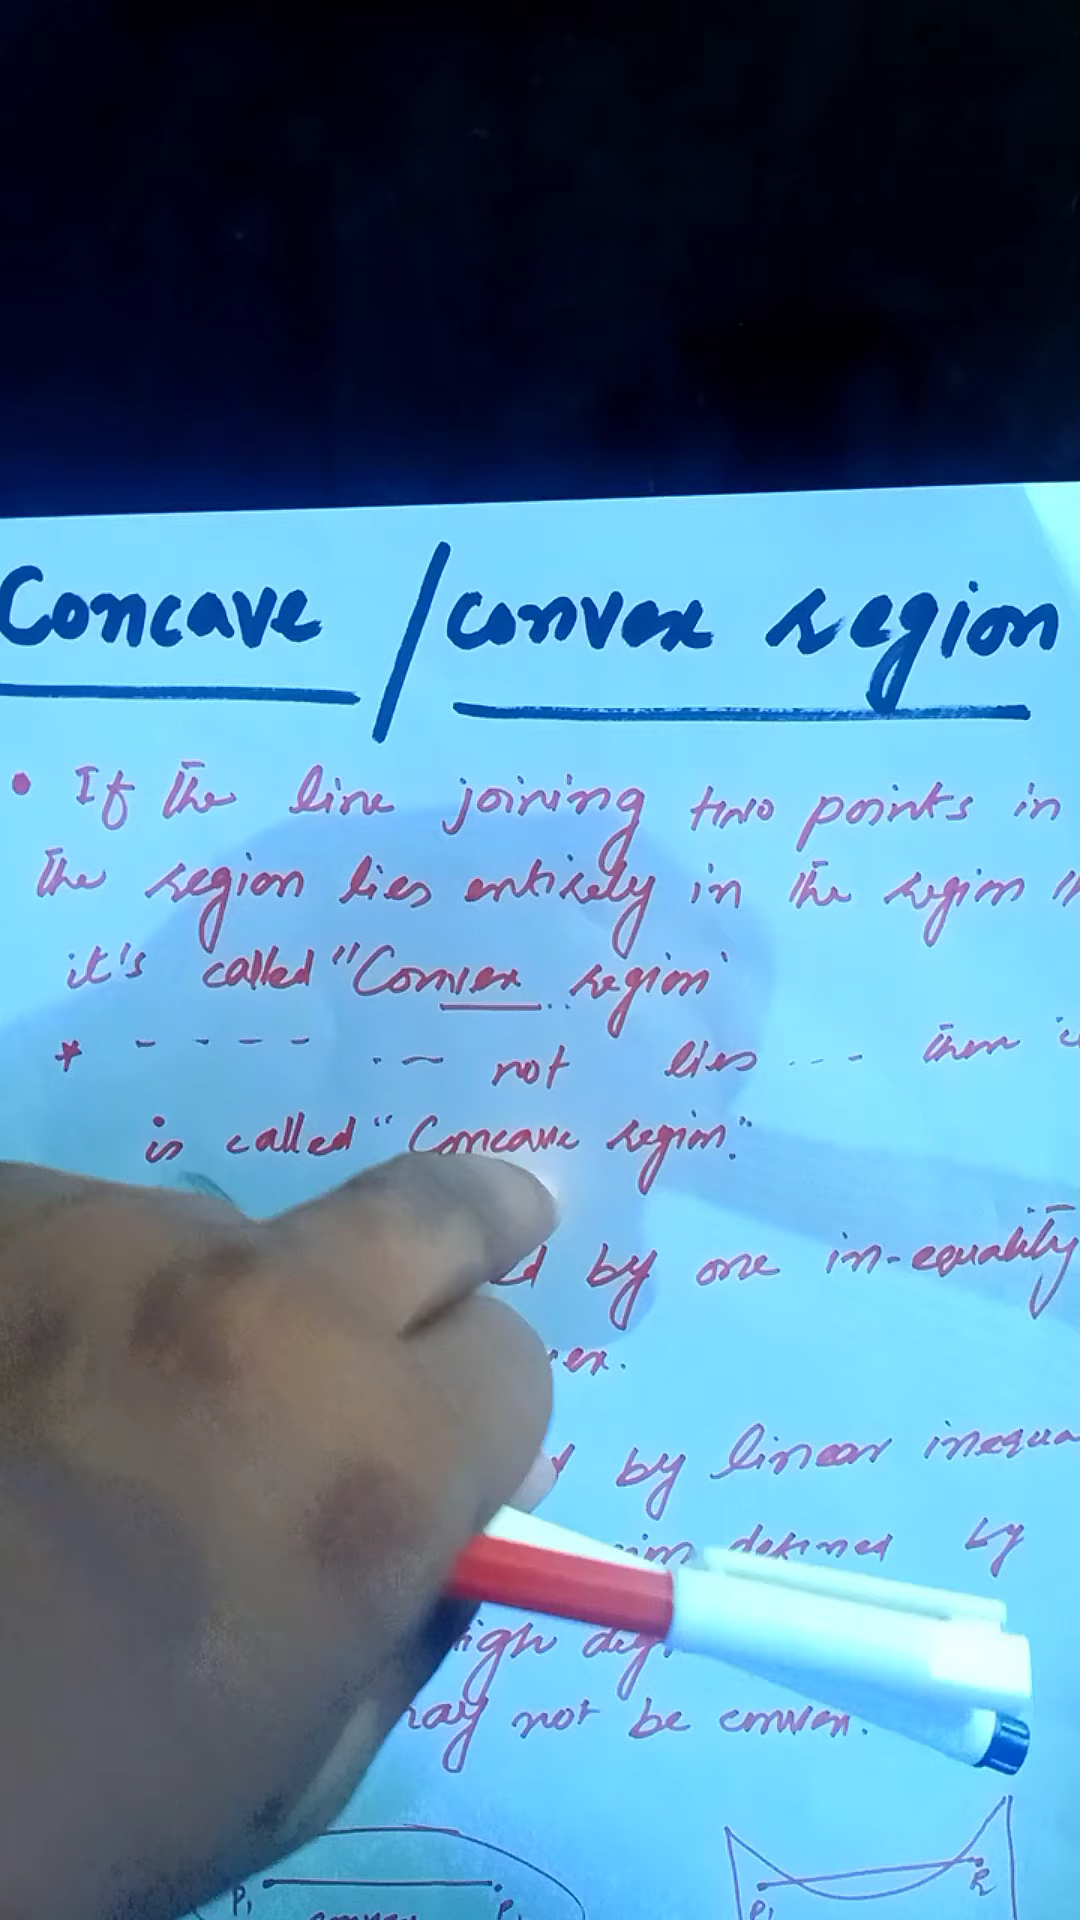 Concave / convex region
• If the line joining two points in
the region lies entirely in the region
it's called "Convex region"
* - - - - - - - not lies - - - then
is called "Concave region."
by one in-equality
by linear
defined by
may not be convex.
P1
P1 R